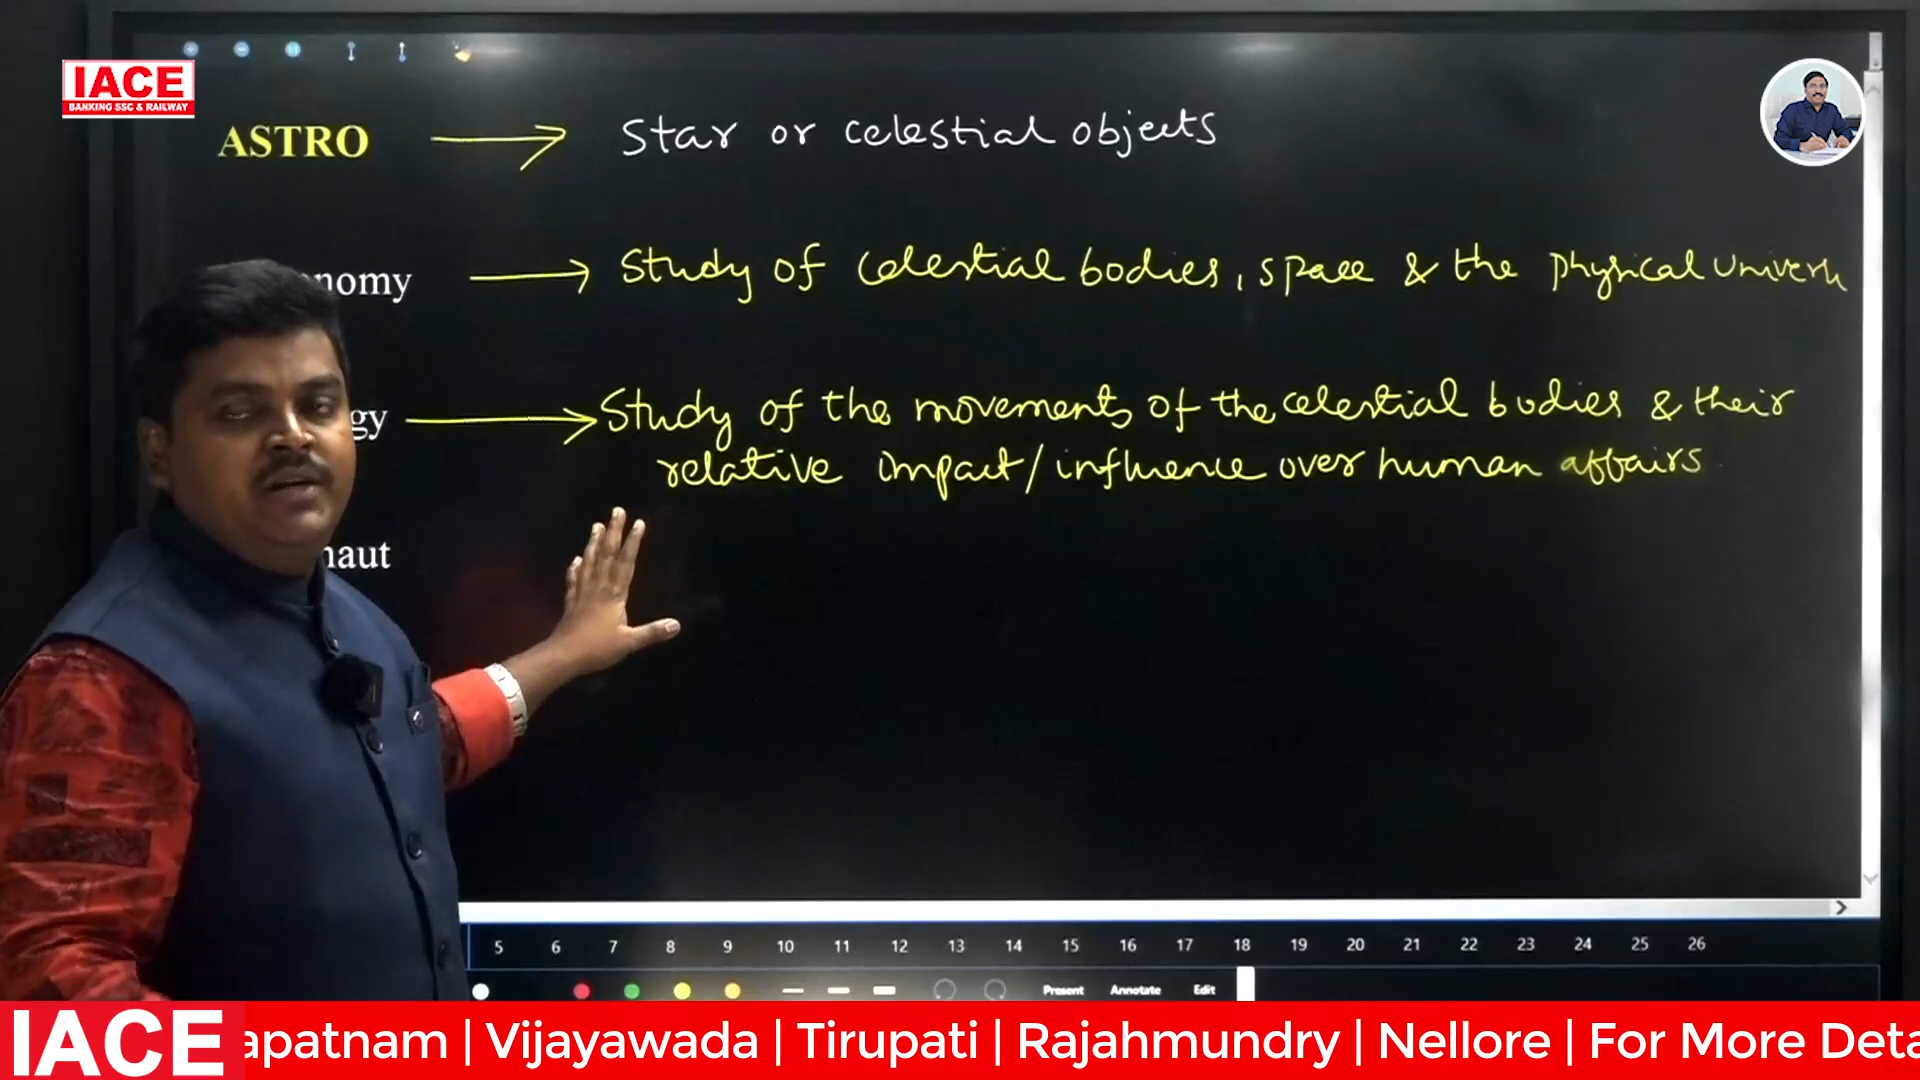 IACE
BANKING SSC & RAILWAY
ASTRO → Star or celestial objects
nomy → Study of celestial bodies, space & the physical univers
gy → Study of the movements of the celestial bodies & their
relative impact/influence over human affairs
naut
5 6 7 8 9 10 11 12 13 14 15 16 17 18 19 20 21 22 23 24 25 26
Present Annotate Edit
IACE apatnam | Vijayawada | Tirupati | Rajahmundry | Nellore | For More Deta